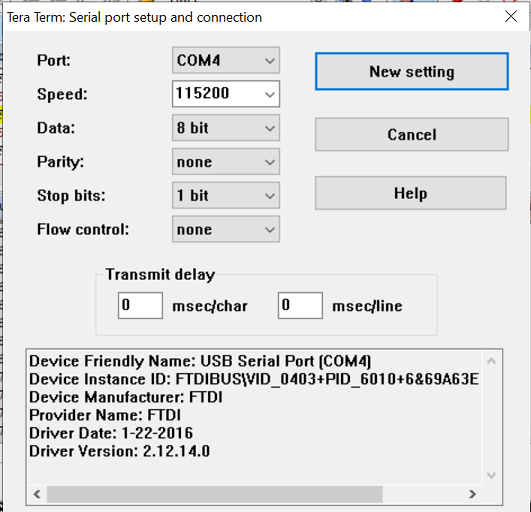 Tera Term: Serial port setup and connection
Port: COM4
New setting
Speed: 115200
Data: 8 bit
Cancel
Parity: none
Stop bits: 1 bit
Help
Flow control: none
Transmit delay
0 msec/char 0 msec/line
Device Friendly Name: USB Serial Port (COM4)
Device Instance ID: FTDIBUS\VID_0403+PID_6010+6&69A63E
Device Manufacturer: FTDI
Provider Name: FTDI
Driver Date: 1-22-2016
Driver Version: 2.12.14.0